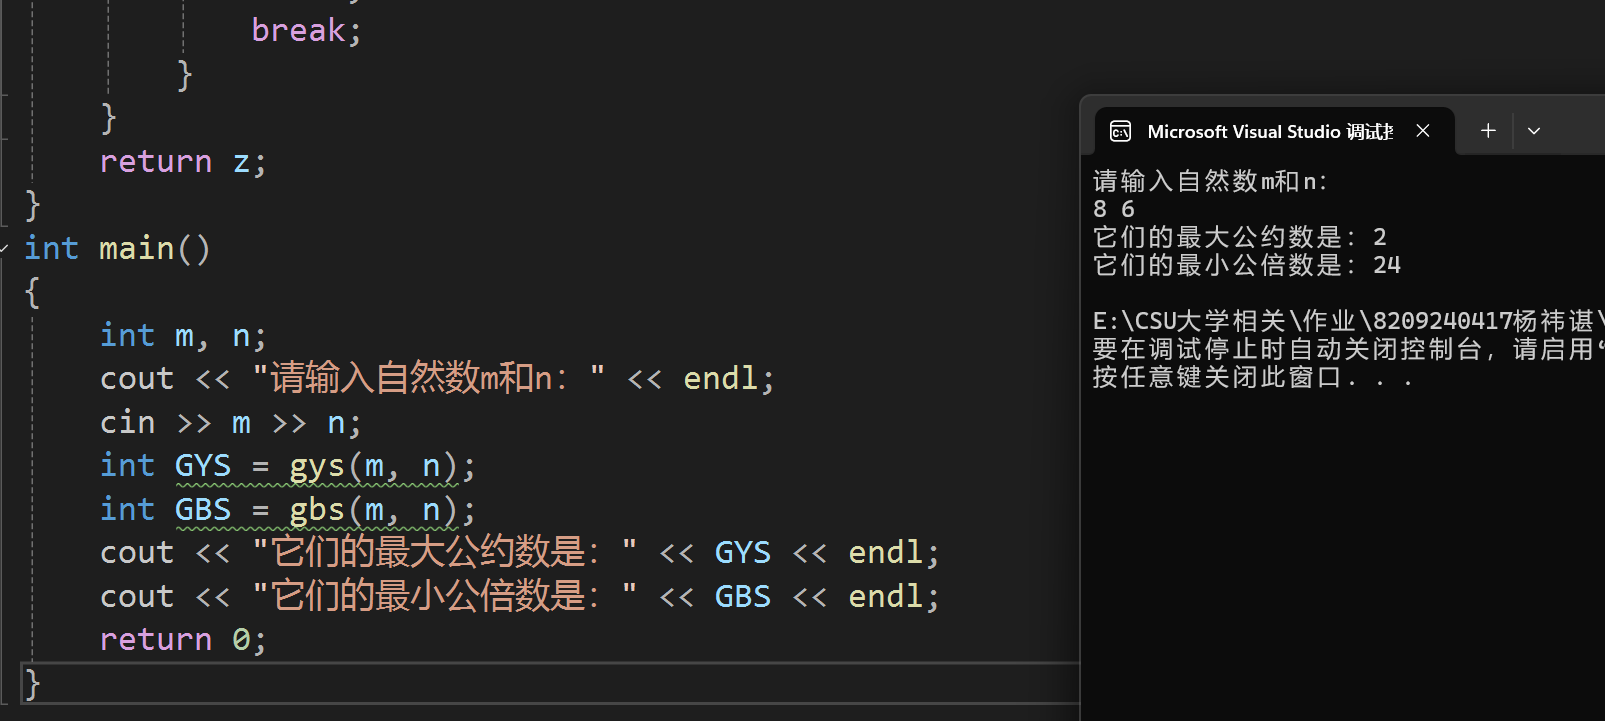 break;
}
}
return z;
}
int main()
{
int m, n;
cout << "请输入自然数m和n：" << endl;
cin >> m >> n;
int GYS = gys(m, n);
int GBS = gbs(m, n);
cout << "它们的最大公约数是：" << GYS << endl;
cout << "它们的最小公倍数是：" << GBS << endl;
return 0;
}
Microsoft Visual Studio 调试
请输入自然数m和n：
8 6
它们的最大公约数是：2
它们的最小公倍数是：24
E:\CSU大学相关\作业\8209240417杨祎谌\
要在调试停止时自动关闭控制台，请启用“
按任意键关闭此窗口. . .